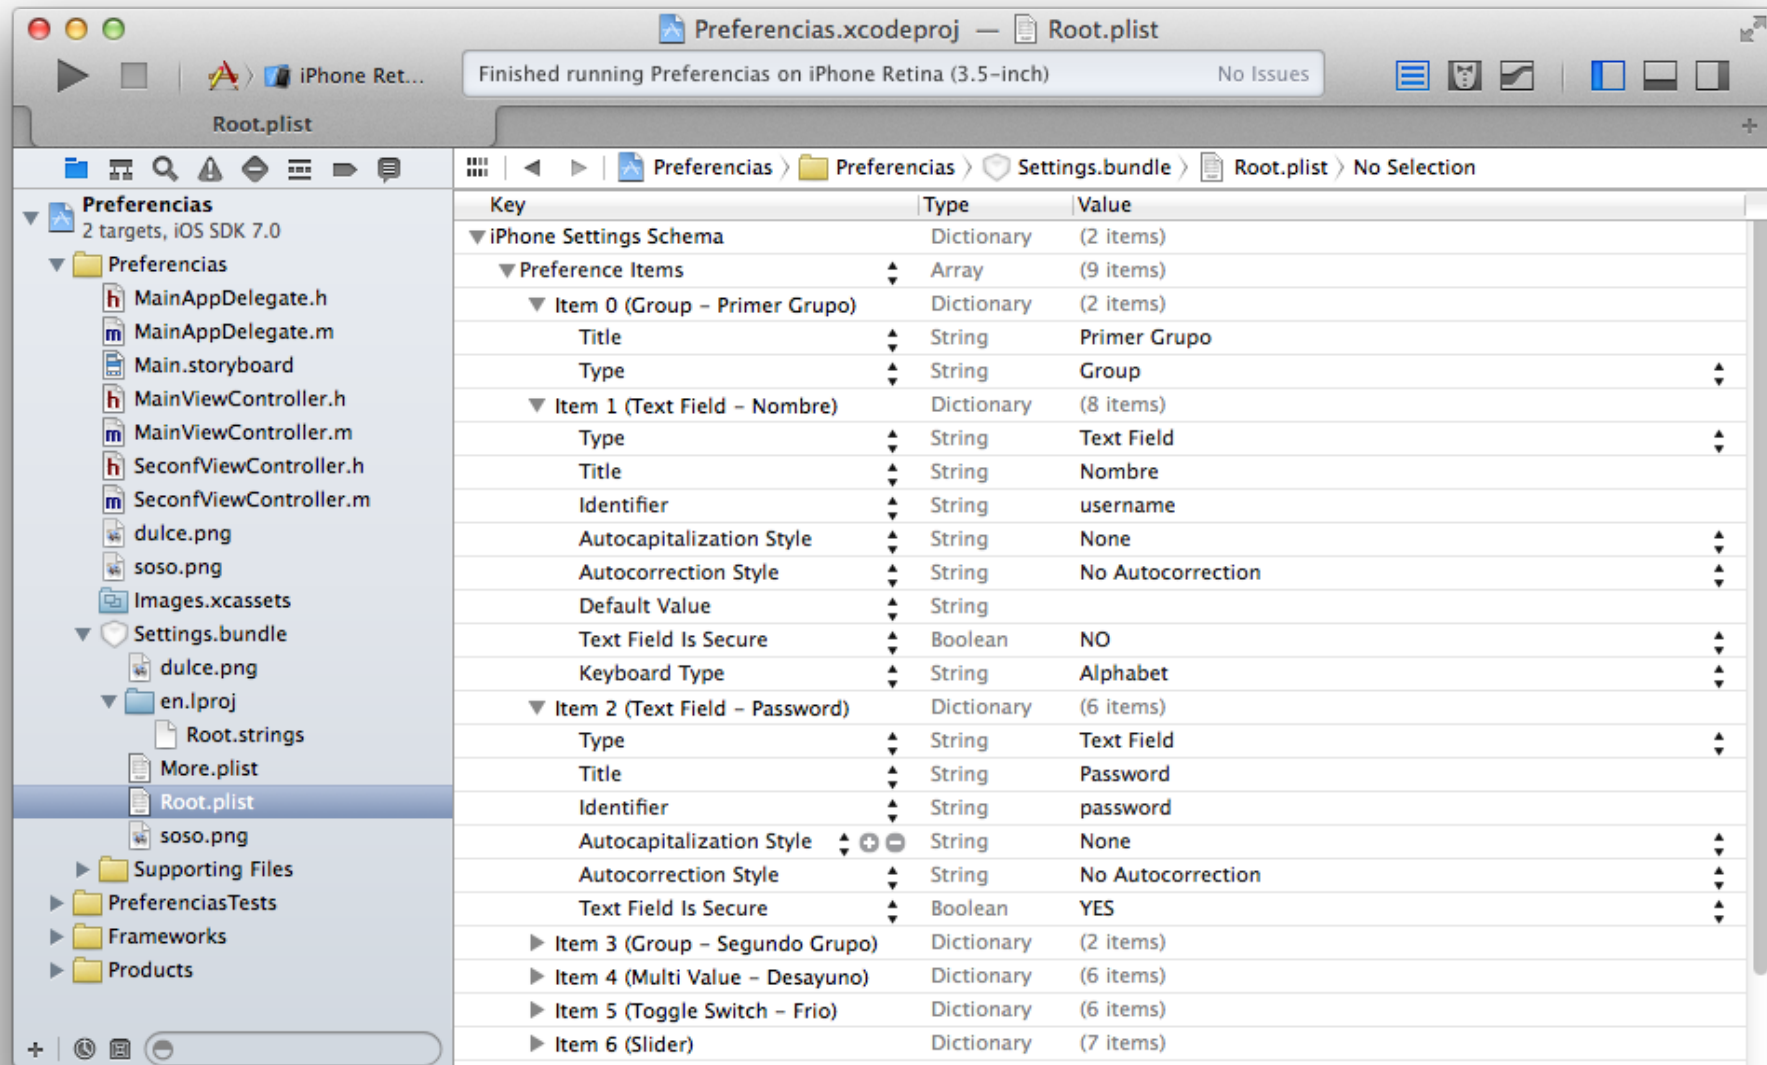 Preferencias.xcodeproj — Root.plist
iPhone Ret...
Finished running Preferencias on iPhone Retina (3.5-inch) No Issues
Root.plist
Preferencias
2 targets, iOS SDK 7.0
Preferencias
MainAppDelegate.h
MainAppDelegate.m
Main.storyboard
MainViewController.h
MainViewController.m
SeconfViewController.h
SeconfViewController.m
dulce.png
soso.png
Images.xcassets
Settings.bundle
dulce.png
en.lproj
Root.strings
More.plist
Root.plist
soso.png
Supporting Files
PreferenciasTests
Frameworks
Products
Preferencias Preferencias Settings.bundle Root.plist No Selection
Key Type Value
iPhone Settings Schema Dictionary (2 items)
Preference Items Array (9 items)
Item 0 (Group – Primer Grupo) Dictionary (2 items)
Title String Primer Grupo
Type String Group
Item 1 (Text Field – Nombre) Dictionary (8 items)
Type String Text Field
Title String Nombre
Identifier String username
Autocapitalization Style String None
Autocorrection Style String No Autocorrection
Default Value String
Text Field Is Secure Boolean NO
Keyboard Type String Alphabet
Item 2 (Text Field – Password) Dictionary (6 items)
Type String Text Field
Title String Password
Identifier String password
Autocapitalization Style String None
Autocorrection Style String No Autocorrection
Text Field Is Secure Boolean YES
Item 3 (Group – Segundo Grupo) Dictionary (2 items)
Item 4 (Multi Value – Desayuno) Dictionary (6 items)
Item 5 (Toggle Switch – Frio) Dictionary (6 items)
Item 6 (Slider) Dictionary (7 items)